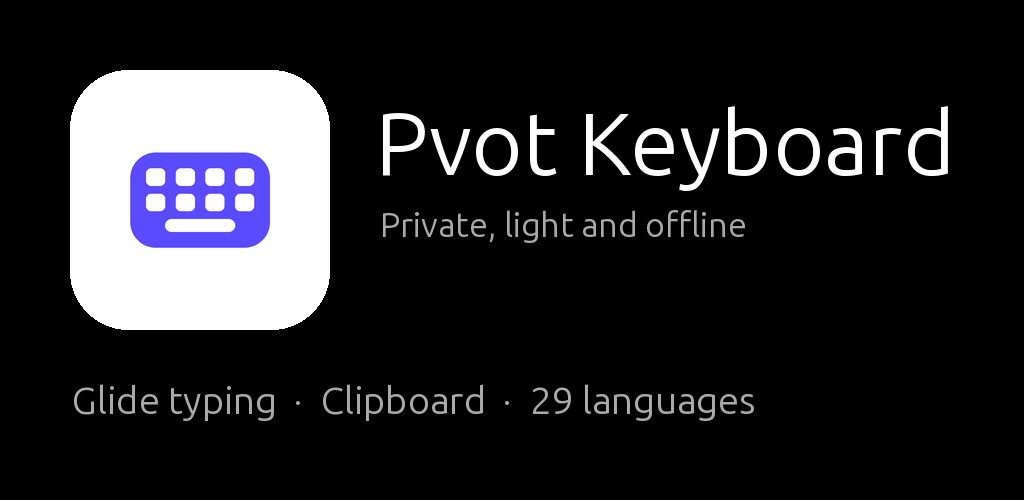 Pvot Keyboard
Private, light and offline
Glide typing · Clipboard · 29 languages